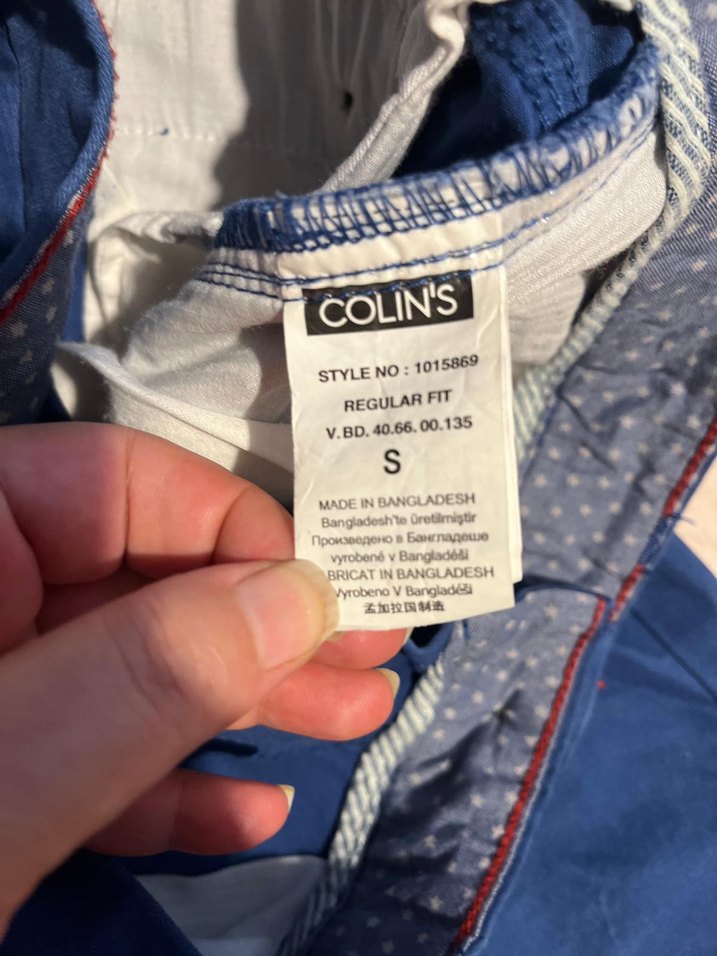 COLIN'S
STYLE NO : 1015869
REGULAR FIT
V.BD. 40.66. 00.135
S
MADE IN BANGLADESH
Bangladesh'te üretilmiştir
Произведено в Бангладеше
vyrobené v Bangladéši
BRICAT IN BANGLADESH
Vyrobeno V Bangladéši
孟加拉国制造